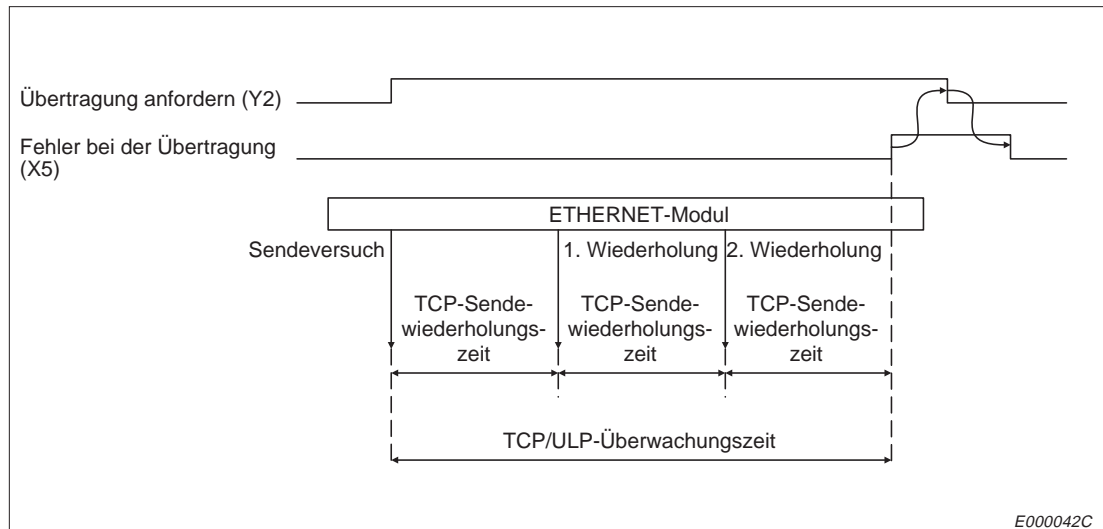 Übertragung anfordern (Y2)
Fehler bei der Übertragung
(X5)
ETHERNET-Modul
Sendeversuch
1. Wiederholung
2. Wiederholung
TCP-Sende-
wiederholungs-
zeit
TCP-Sende-
wiederholungs-
zeit
TCP-Sende-
wiederholungs-
zeit
TCP/ULP-Überwachungszeit
E000042C